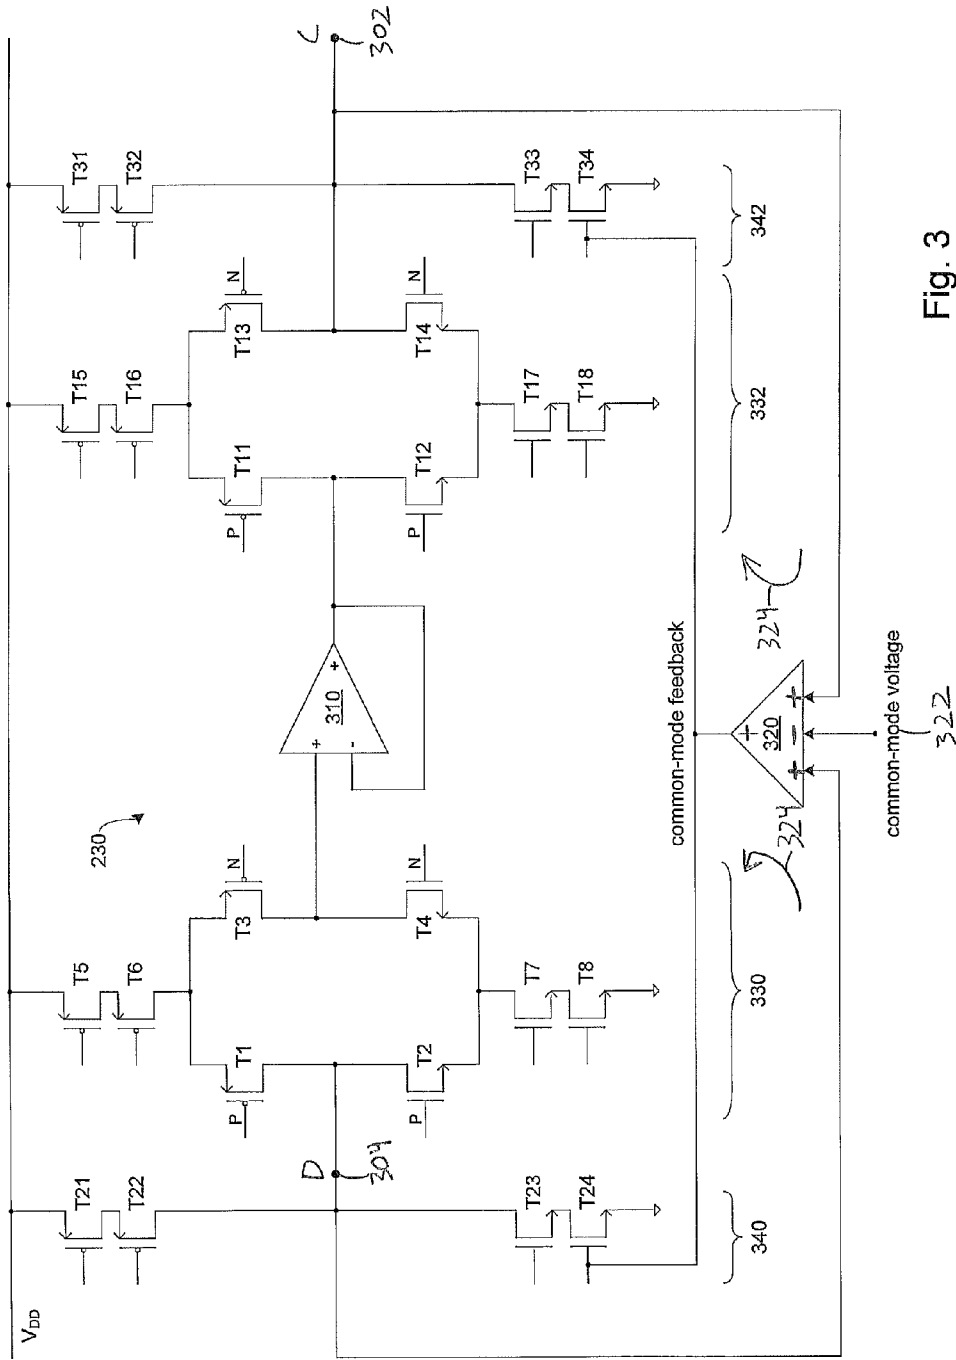 V_DD
T21
T22
T5
T6
T15
T16
T31
T32
230
P
T1
T3
N
P
T11
T13
N
D
304
+
-
310
+
C
302
P
T2
T4
N
P
T12
T14
N
T23
T24
T7
T8
T17
T18
T33
T34
common-mode feedback
340
330
332
342
324
324
+
320
+
-
+
common-mode voltage
322
Fig. 3